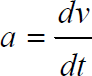 a = dv/dt